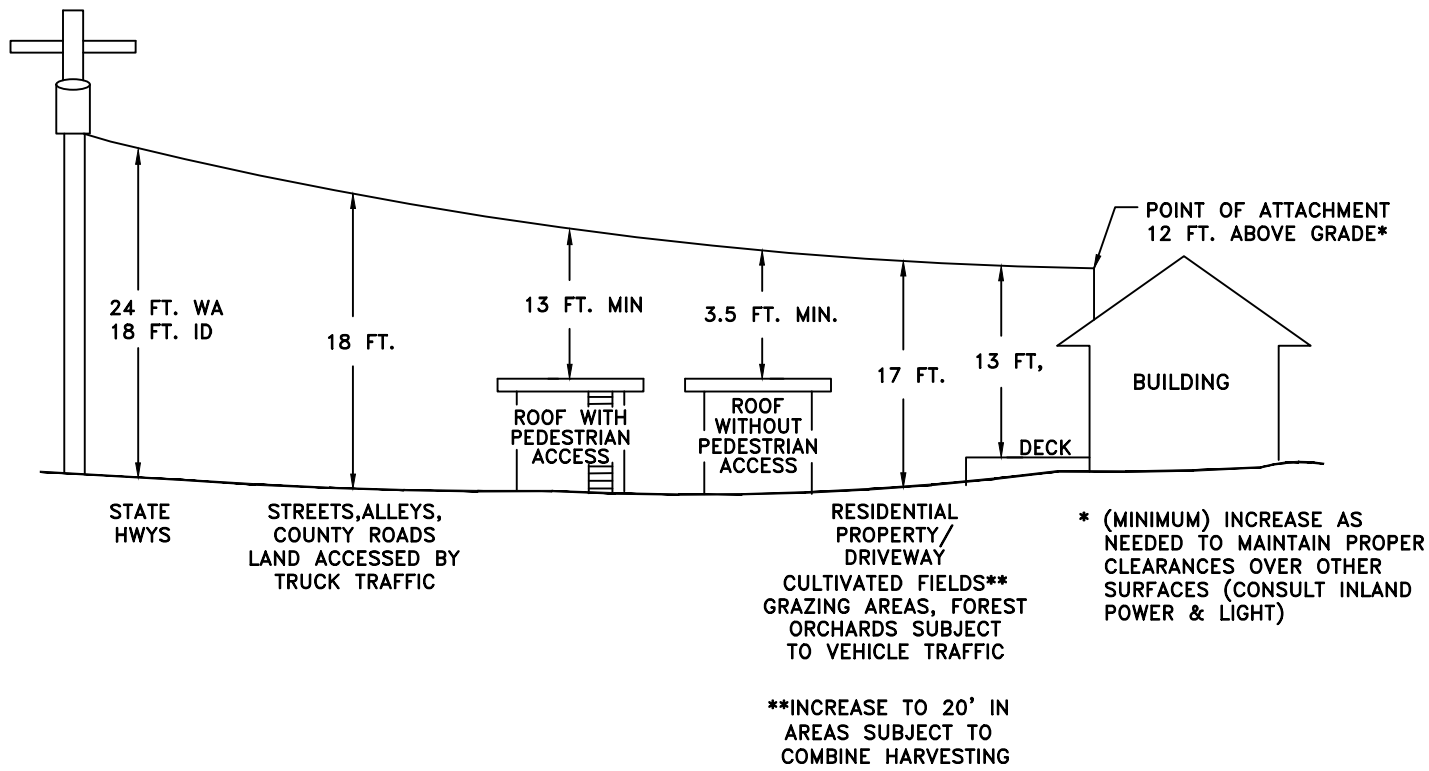 POINT OF ATTACHMENT
12 FT. ABOVE GRADE*
24 FT. WA
18 FT. ID
18 FT.
13 FT. MIN
3.5 FT. MIN.
17 FT.
13 FT,
BUILDING
ROOF WITH
PEDESTRIAN
ACCESS
ROOF
WITHOUT
PEDESTRIAN
ACCESS
DECK
STATE
HWYS
STREETS,ALLEYS,
COUNTY ROADS
LAND ACCESSED BY
TRUCK TRAFFIC
RESIDENTIAL
PROPERTY/
DRIVEWAY
CULTIVATED FIELDS**
GRAZING AREAS, FOREST
ORCHARDS SUBJECT
TO VEHICLE TRAFFIC
* (MINIMUM) INCREASE AS
NEEDED TO MAINTAIN PROPER
CLEARANCES OVER OTHER
SURFACES (CONSULT INLAND
POWER & LIGHT)
**INCREASE TO 20' IN
AREAS SUBJECT TO
COMBINE HARVESTING